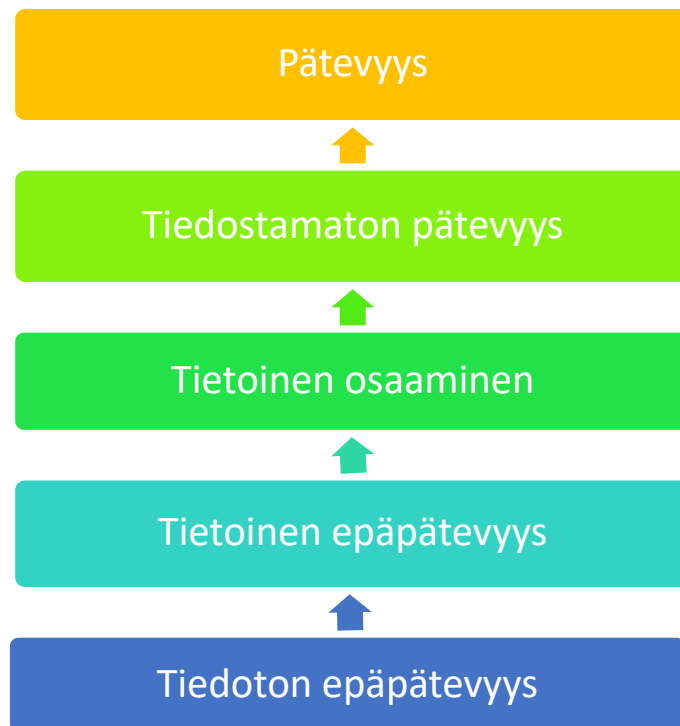 Pätevyys
Tiedostamaton pätevyys
Tietoinen osaaminen
Tietoinen epäpätevyys
Tiedoton epäpätevyys